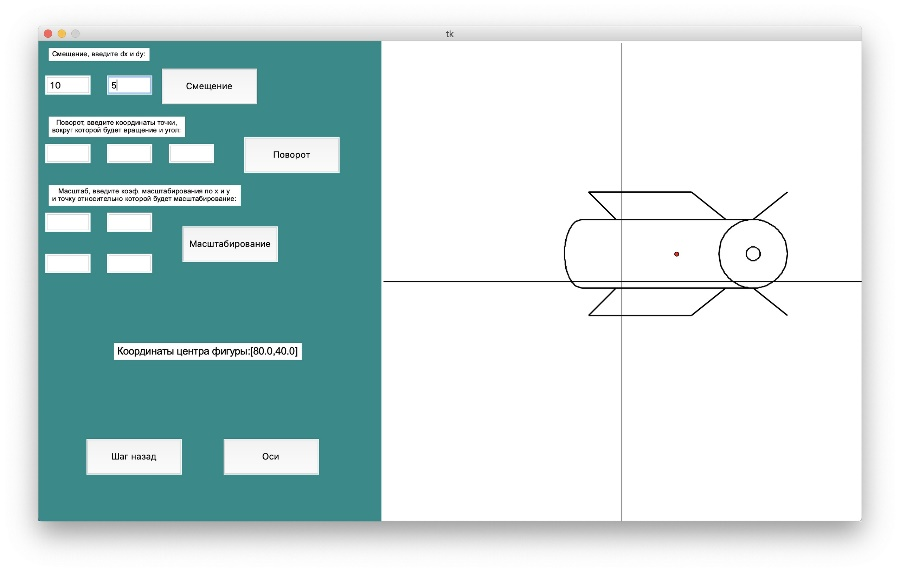 tk
Смещение, введите dx и dy:
10
5
Смещение
Поворот, введите координаты точки,
вокруг которой будет вращение и угол
Поворот
Масштаб, введите коэф. масштабирования по x и y
и точку относительно которой будет масштабирование:
Масштабирование
Координаты центра фигуры:[80.0,40.0]
Шаг назад
Оси